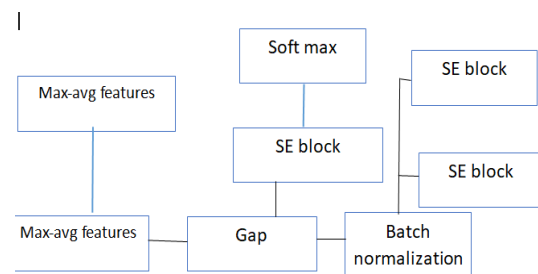 Soft max
SE block
Max-avg features
SE block
SE block
Max-avg features
Gap
Batch
normalization